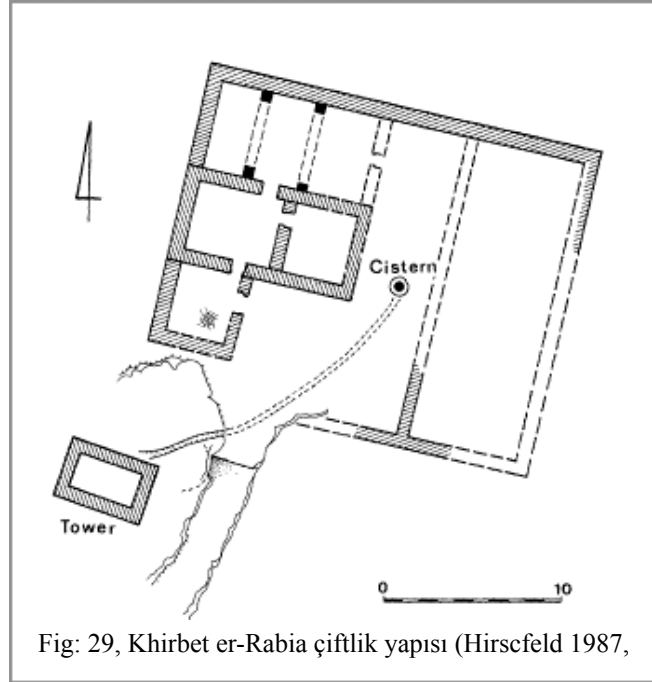 Cistern
Tower
0 10
Fig: 29, Khirbet er-Rabia çiftlik yapısı (Hirscfeld 1987,